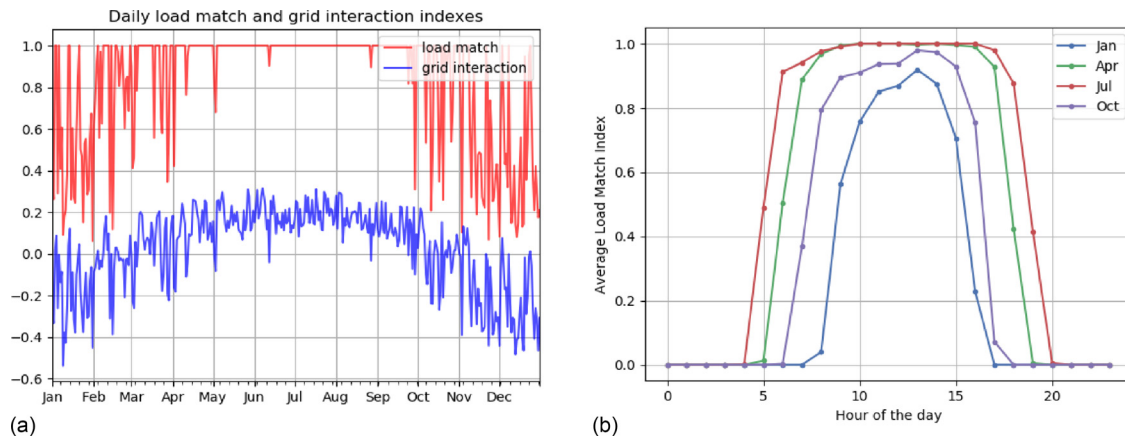 Daily load match and grid interaction indexes
load match
grid interaction
1.0
0.8
0.6
0.4
0.2
0.0
−0.2
−0.4
−0.6
Jan Feb Mar Apr May Jun Jul Aug Sep Oct Nov Dec
(a)
Average Load Match Index
1.0
0.8
0.6
0.4
0.2
0.0
Jan
Apr
Jul
Oct
0 5 10 15 20
Hour of the day
(b)